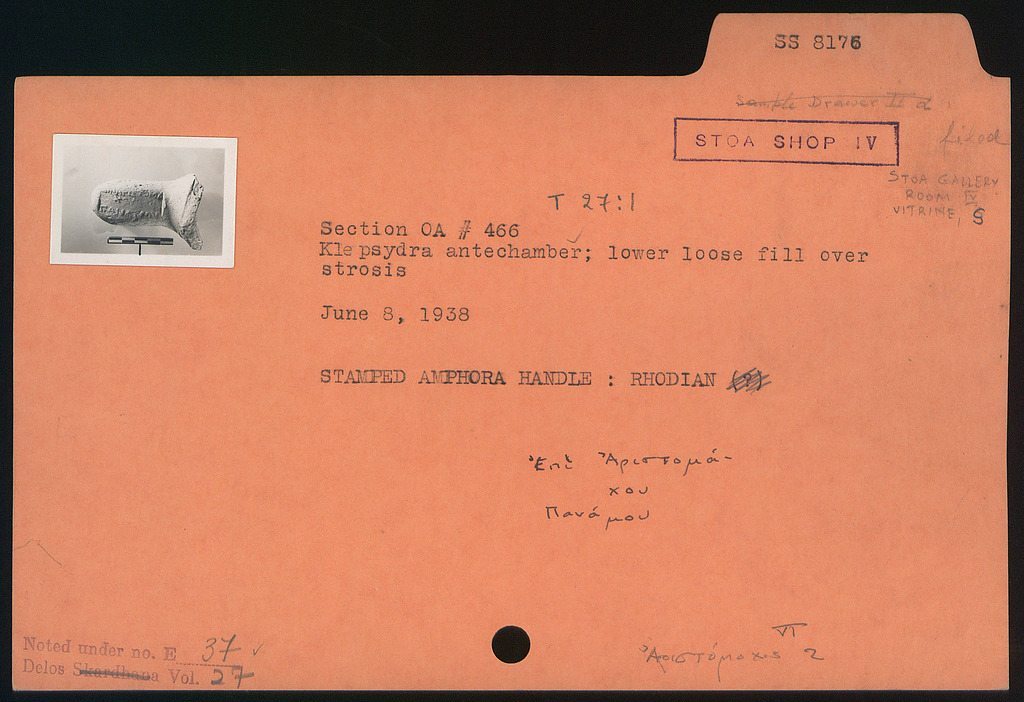 SS 8176
Sample Drawer II d
fixed
STOA SHOP IV
STOA GALLERY
ROOM IV
VITRINE, S
T 27:1
Section OA # 466
Klepsydra antechamber; lower loose fill over
strosis
June 8, 1938
STAMPED AMPHORA HANDLE : RHODIAN (?)
Ἐπὶ Ἀριστομά-
χου
Πανάμου
Noted under no. E 37 ✓
Delos Skardhana Vol. 27
VI
Ἀριστόμαχος 2